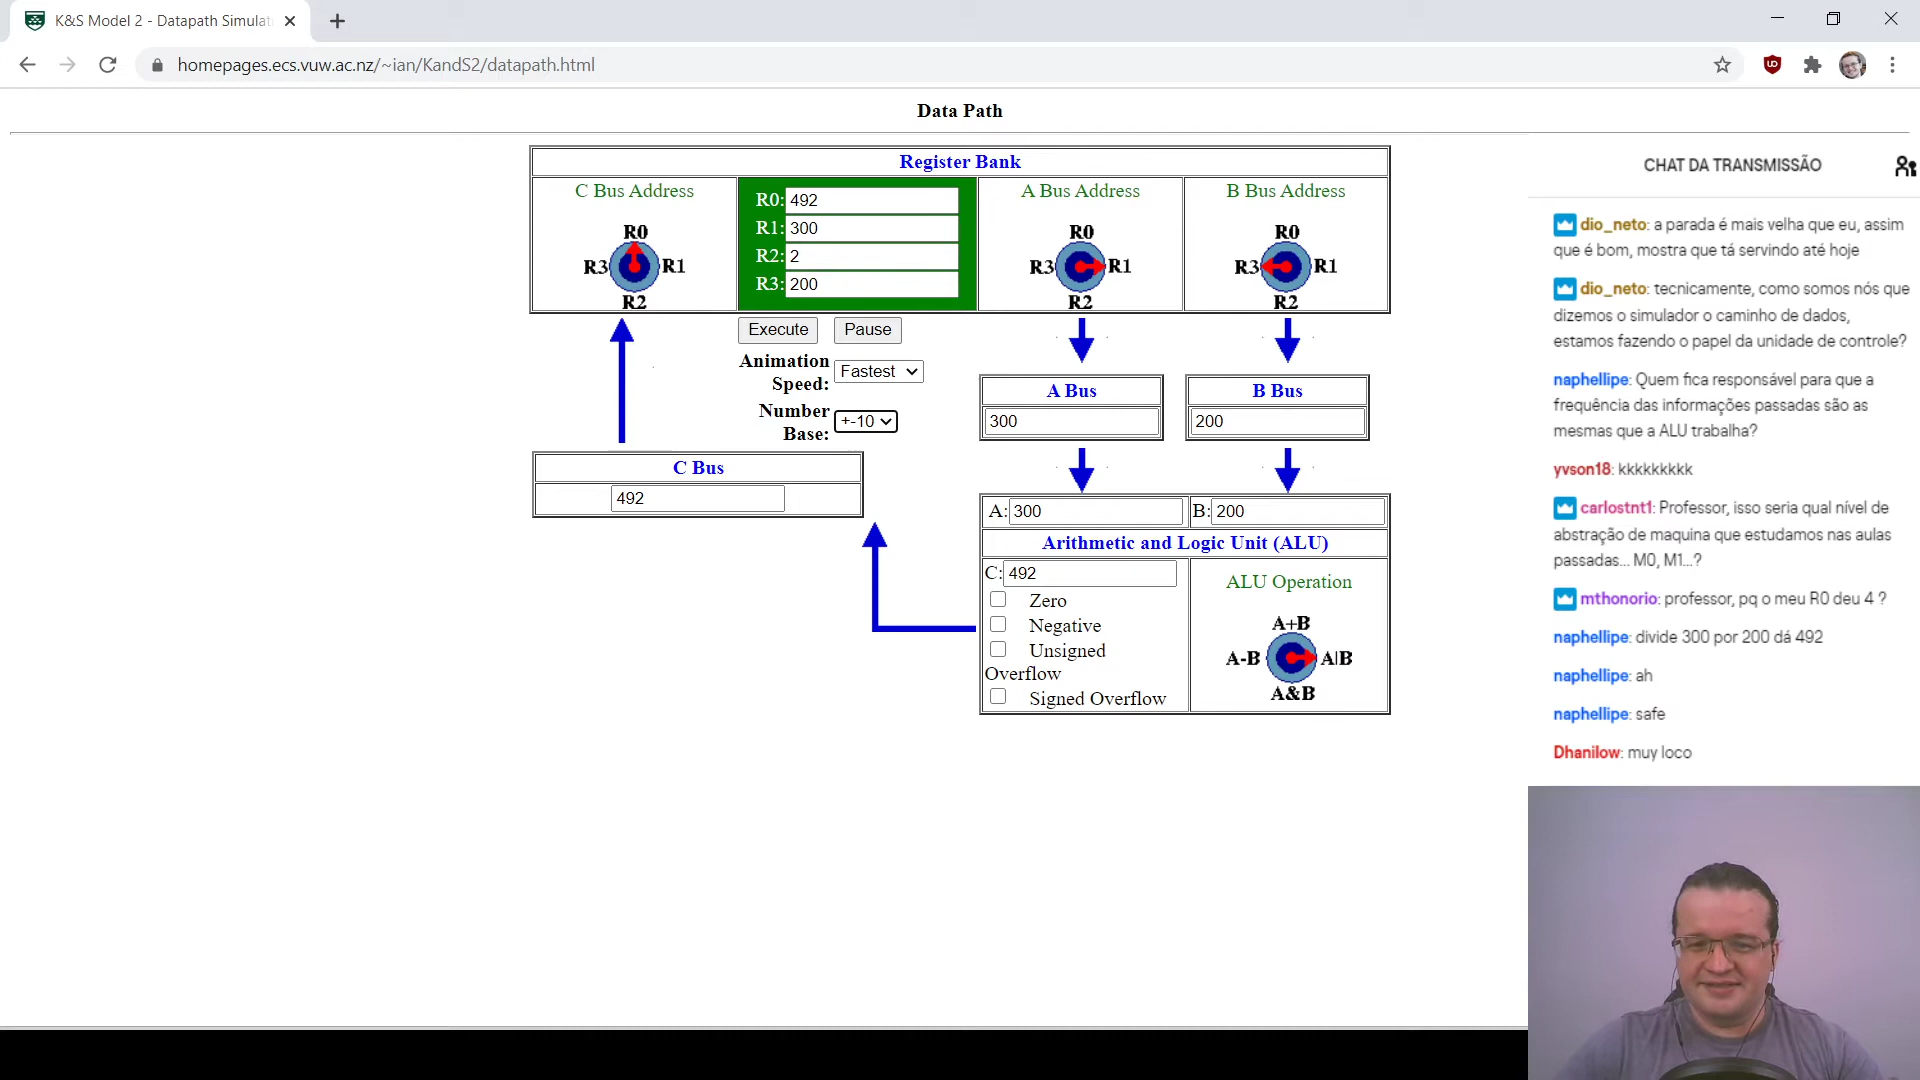 K&S Model 2 - Datapath Simulat
homepages.ecs.vuw.ac.nz/~ian/KandS2/datapath.html
Data Path
Register Bank
C Bus Address
R0
R3
R1
R2
R0: 492
R1: 300
R2: 2
R3: 200
A Bus Address
R0
R3
R1
R2
B Bus Address
R0
R3
R1
R2
Execute
Pause
Animation
Speed:
Fastest
Number
Base:
+-10
A Bus
300
B Bus
200
C Bus
492
A: 300
B: 200
Arithmetic and Logic Unit (ALU)
C: 492
Zero
Negative
Unsigned
Overflow
Signed Overflow
ALU Operation
A+B
A-B
A|B
A&B
CHAT DA TRANSMISSÃO
dio_neto: a parada é mais velha que eu, assim
que é bom, mostra que tá servindo até hoje
dio_neto: tecnicamente, como somos nós que
dizemos o simulador o caminho de dados,
estamos fazendo o papel da unidade de controle?
naphellipe: Quem fica responsável para que a
frequência das informações passadas são as
mesmas que a ALU trabalha?
yvson18: kkkkkkkkk
carlostnt1: Professor, isso seria qual nível de
abstração de maquina que estudamos nas aulas
passadas... M0, M1...?
mthonorio: professor, pq o meu R0 deu 4 ?
naphellipe: divide 300 por 200 dá 492
naphellipe: ah
naphellipe: safe
Dhanilow: muy loco